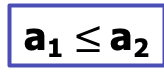 a₁ ≤ a₂